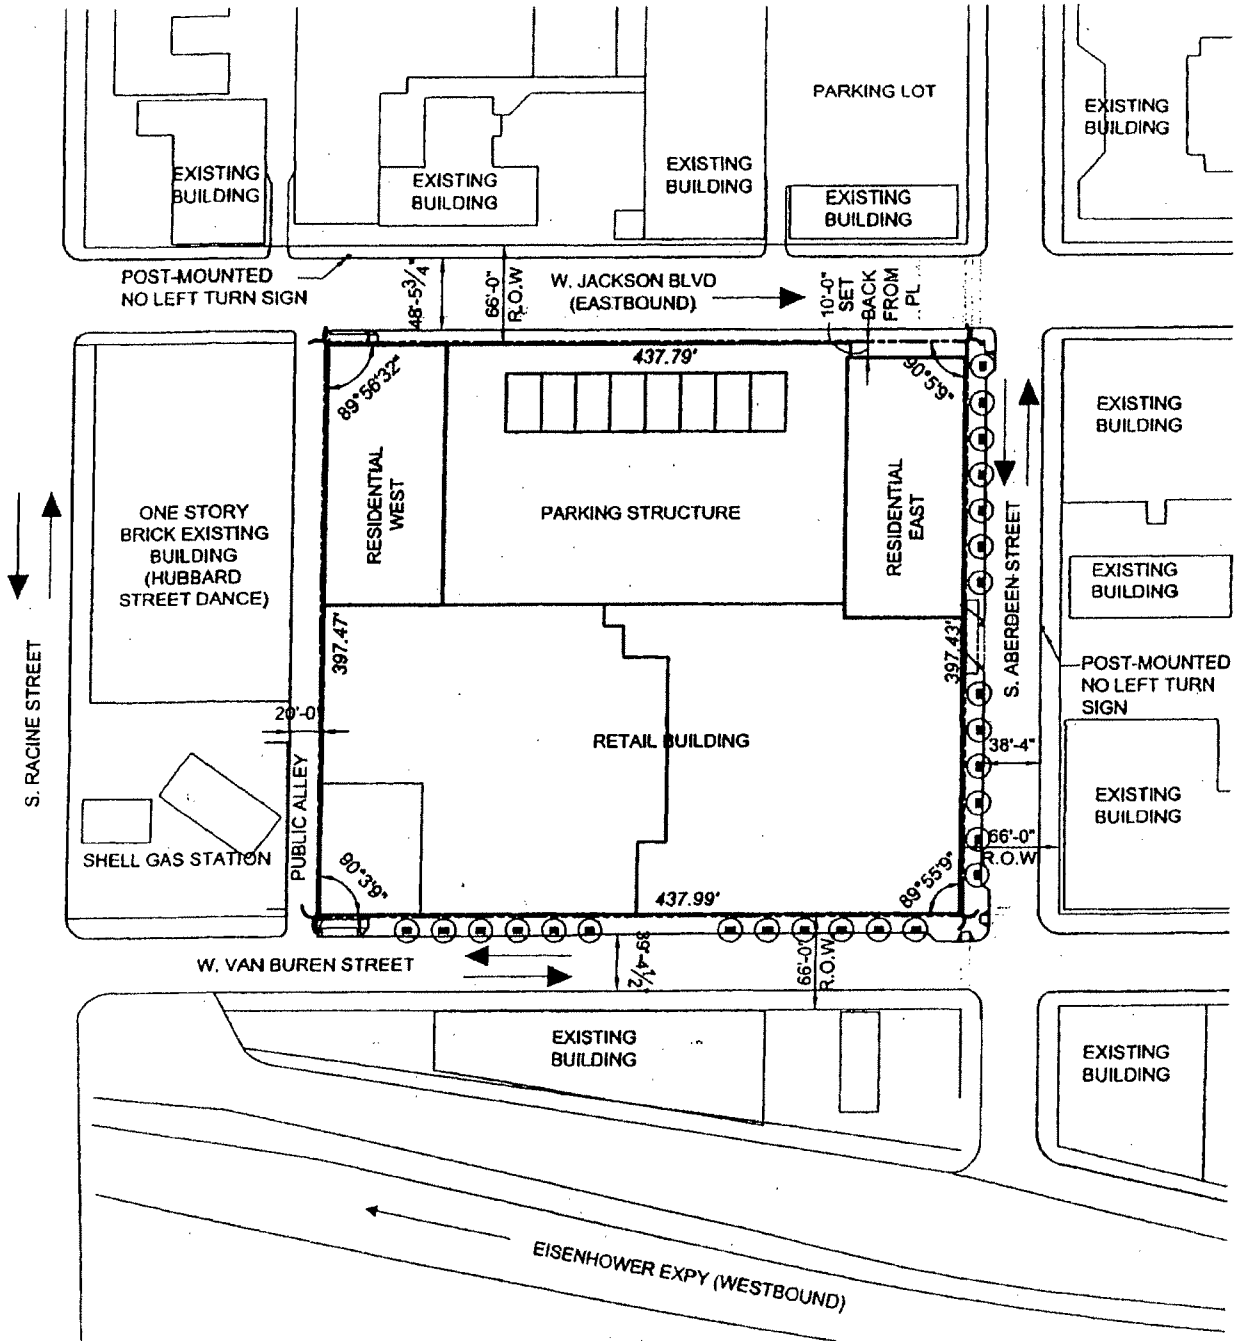 PARKING LOT
EXISTING
BUILDING
EXISTING
BUILDING
EXISTING
BUILDING
EXISTING
BUILDING
EXISTING
BUILDING
POST-MOUNTED
NO LEFT TURN SIGN
48'-5 3/4"
66'-0"
R.O.W
W. JACKSON BLVD
(EASTBOUND)
10'-0"
SET
BACK
FROM
PL
437.79'
89°56'32"
90°5'9"
RESIDENTIAL
WEST
PARKING STRUCTURE
RESIDENTIAL
EAST
EXISTING
BUILDING
ONE STORY
BRICK EXISTING
BUILDING
(HUBBARD
STREET DANCE)
S. ABERDEEN STREET
EXISTING
BUILDING
397.47'
397.43'
POST-MOUNTED
NO LEFT TURN
SIGN
S. RACINE STREET
20'-0
RETAIL BUILDING
38'-4"
PUBLIC ALLEY
EXISTING
BUILDING
SHELL GAS STATION
66'-0"
R.O.W
90°3'9"
437.99'
89°55'9"
W. VAN BUREN STREET
39'-4 1/2"
66'-0"
R.O.W
EXISTING
BUILDING
EXISTING
BUILDING
EISENHOWER EXPY (WESTBOUND)